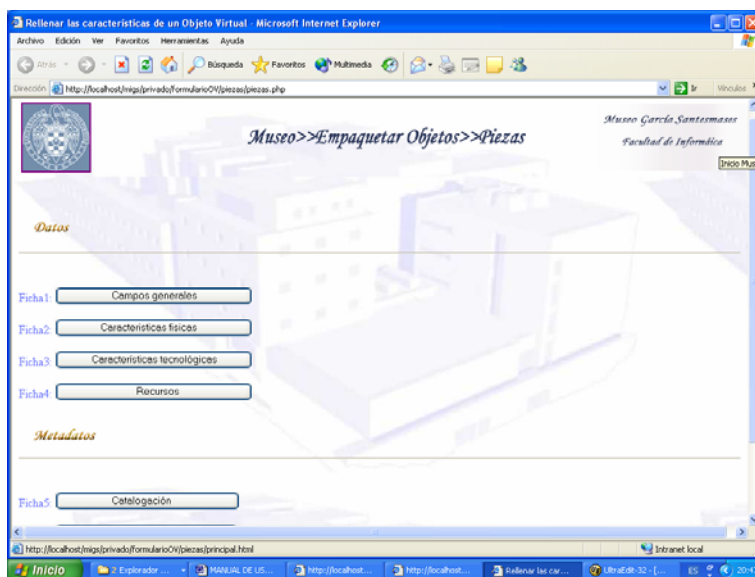 Rellenar las características de un Objeto Virtual - Microsoft Internet Explorer
Archivo Edición Ver Favoritos Herramientas Ayuda
Atrás Búsqueda Favoritos Multimedia
Dirección http://localhost/migs/privado/formularioOV/piezas/piezas.php Ir Vínculos
Museo>>Empaquetar Objetos>>Piezas
Museo García Santesmases
Facultad de Informática
Inicio Mus
Datos
Ficha1: Campos generales
Ficha2: Características físicas
Ficha3: Características tecnológicas
Ficha4: Recursos
Metadatos
Ficha5: Catalogación
http://localhost/migs/privado/formularioOV/piezas/principal.html Intranet local
Inicio 2 Explorador ... MANUAL DE US... http://localhost... http://localhost... Rellenar las car... UltraEdit-32 - [... ES